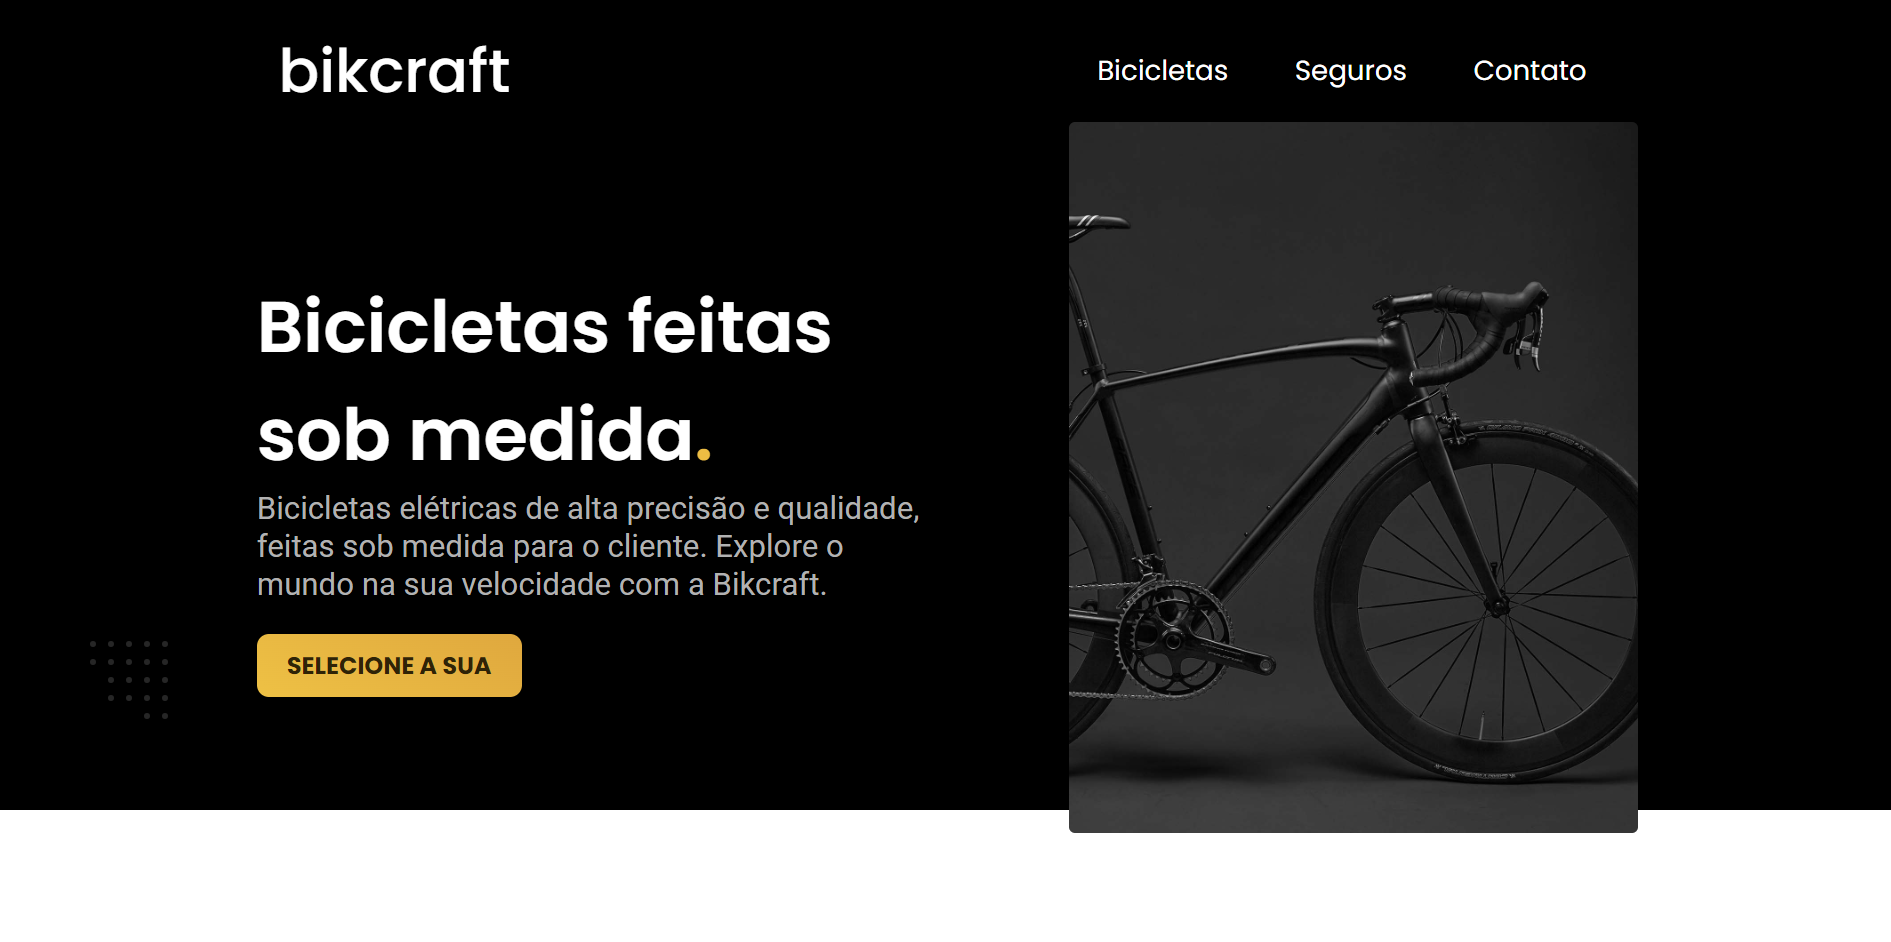 bikcraft
Bicicletas
Seguros
Contato
Bicicletas feitas
sob medida.
Bicicletas elétricas de alta precisão e qualidade,
feitas sob medida para o cliente. Explore o
mundo na sua velocidade com a Bikcraft.
SELECIONE A SUA